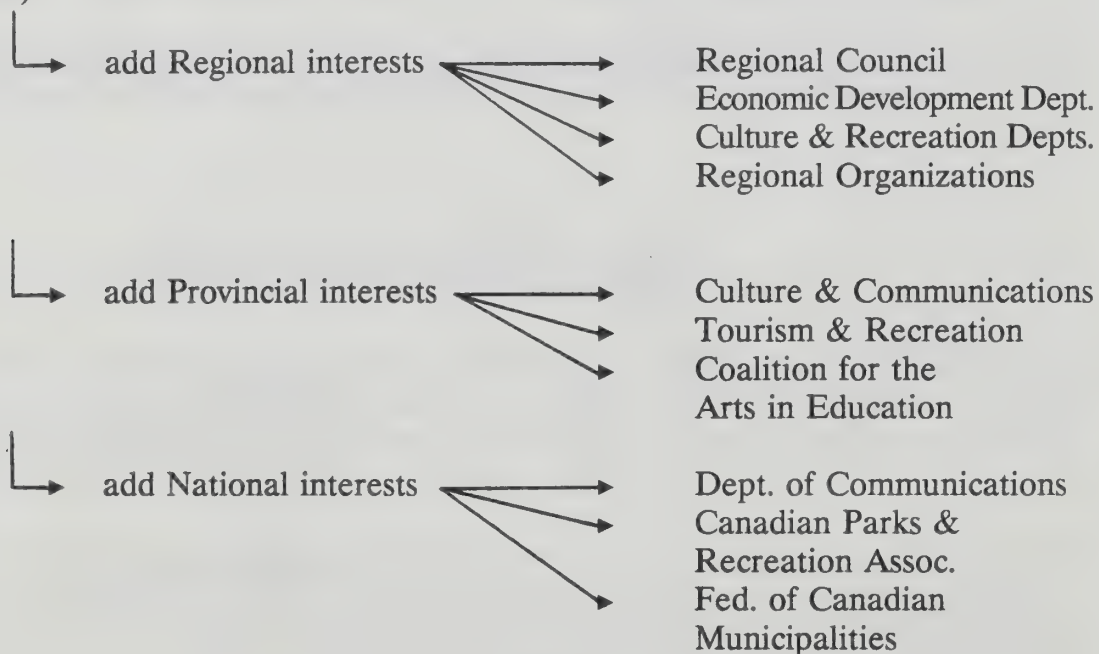 add Regional interests
Regional Council
Economic Development Dept.
Culture & Recreation Depts.
Regional Organizations
add Provincial interests
Culture & Communications
Tourism & Recreation
Coalition for the
Arts in Education
add National interests
Dept. of Communications
Canadian Parks &
Recreation Assoc.
Fed. of Canadian
Municipalities